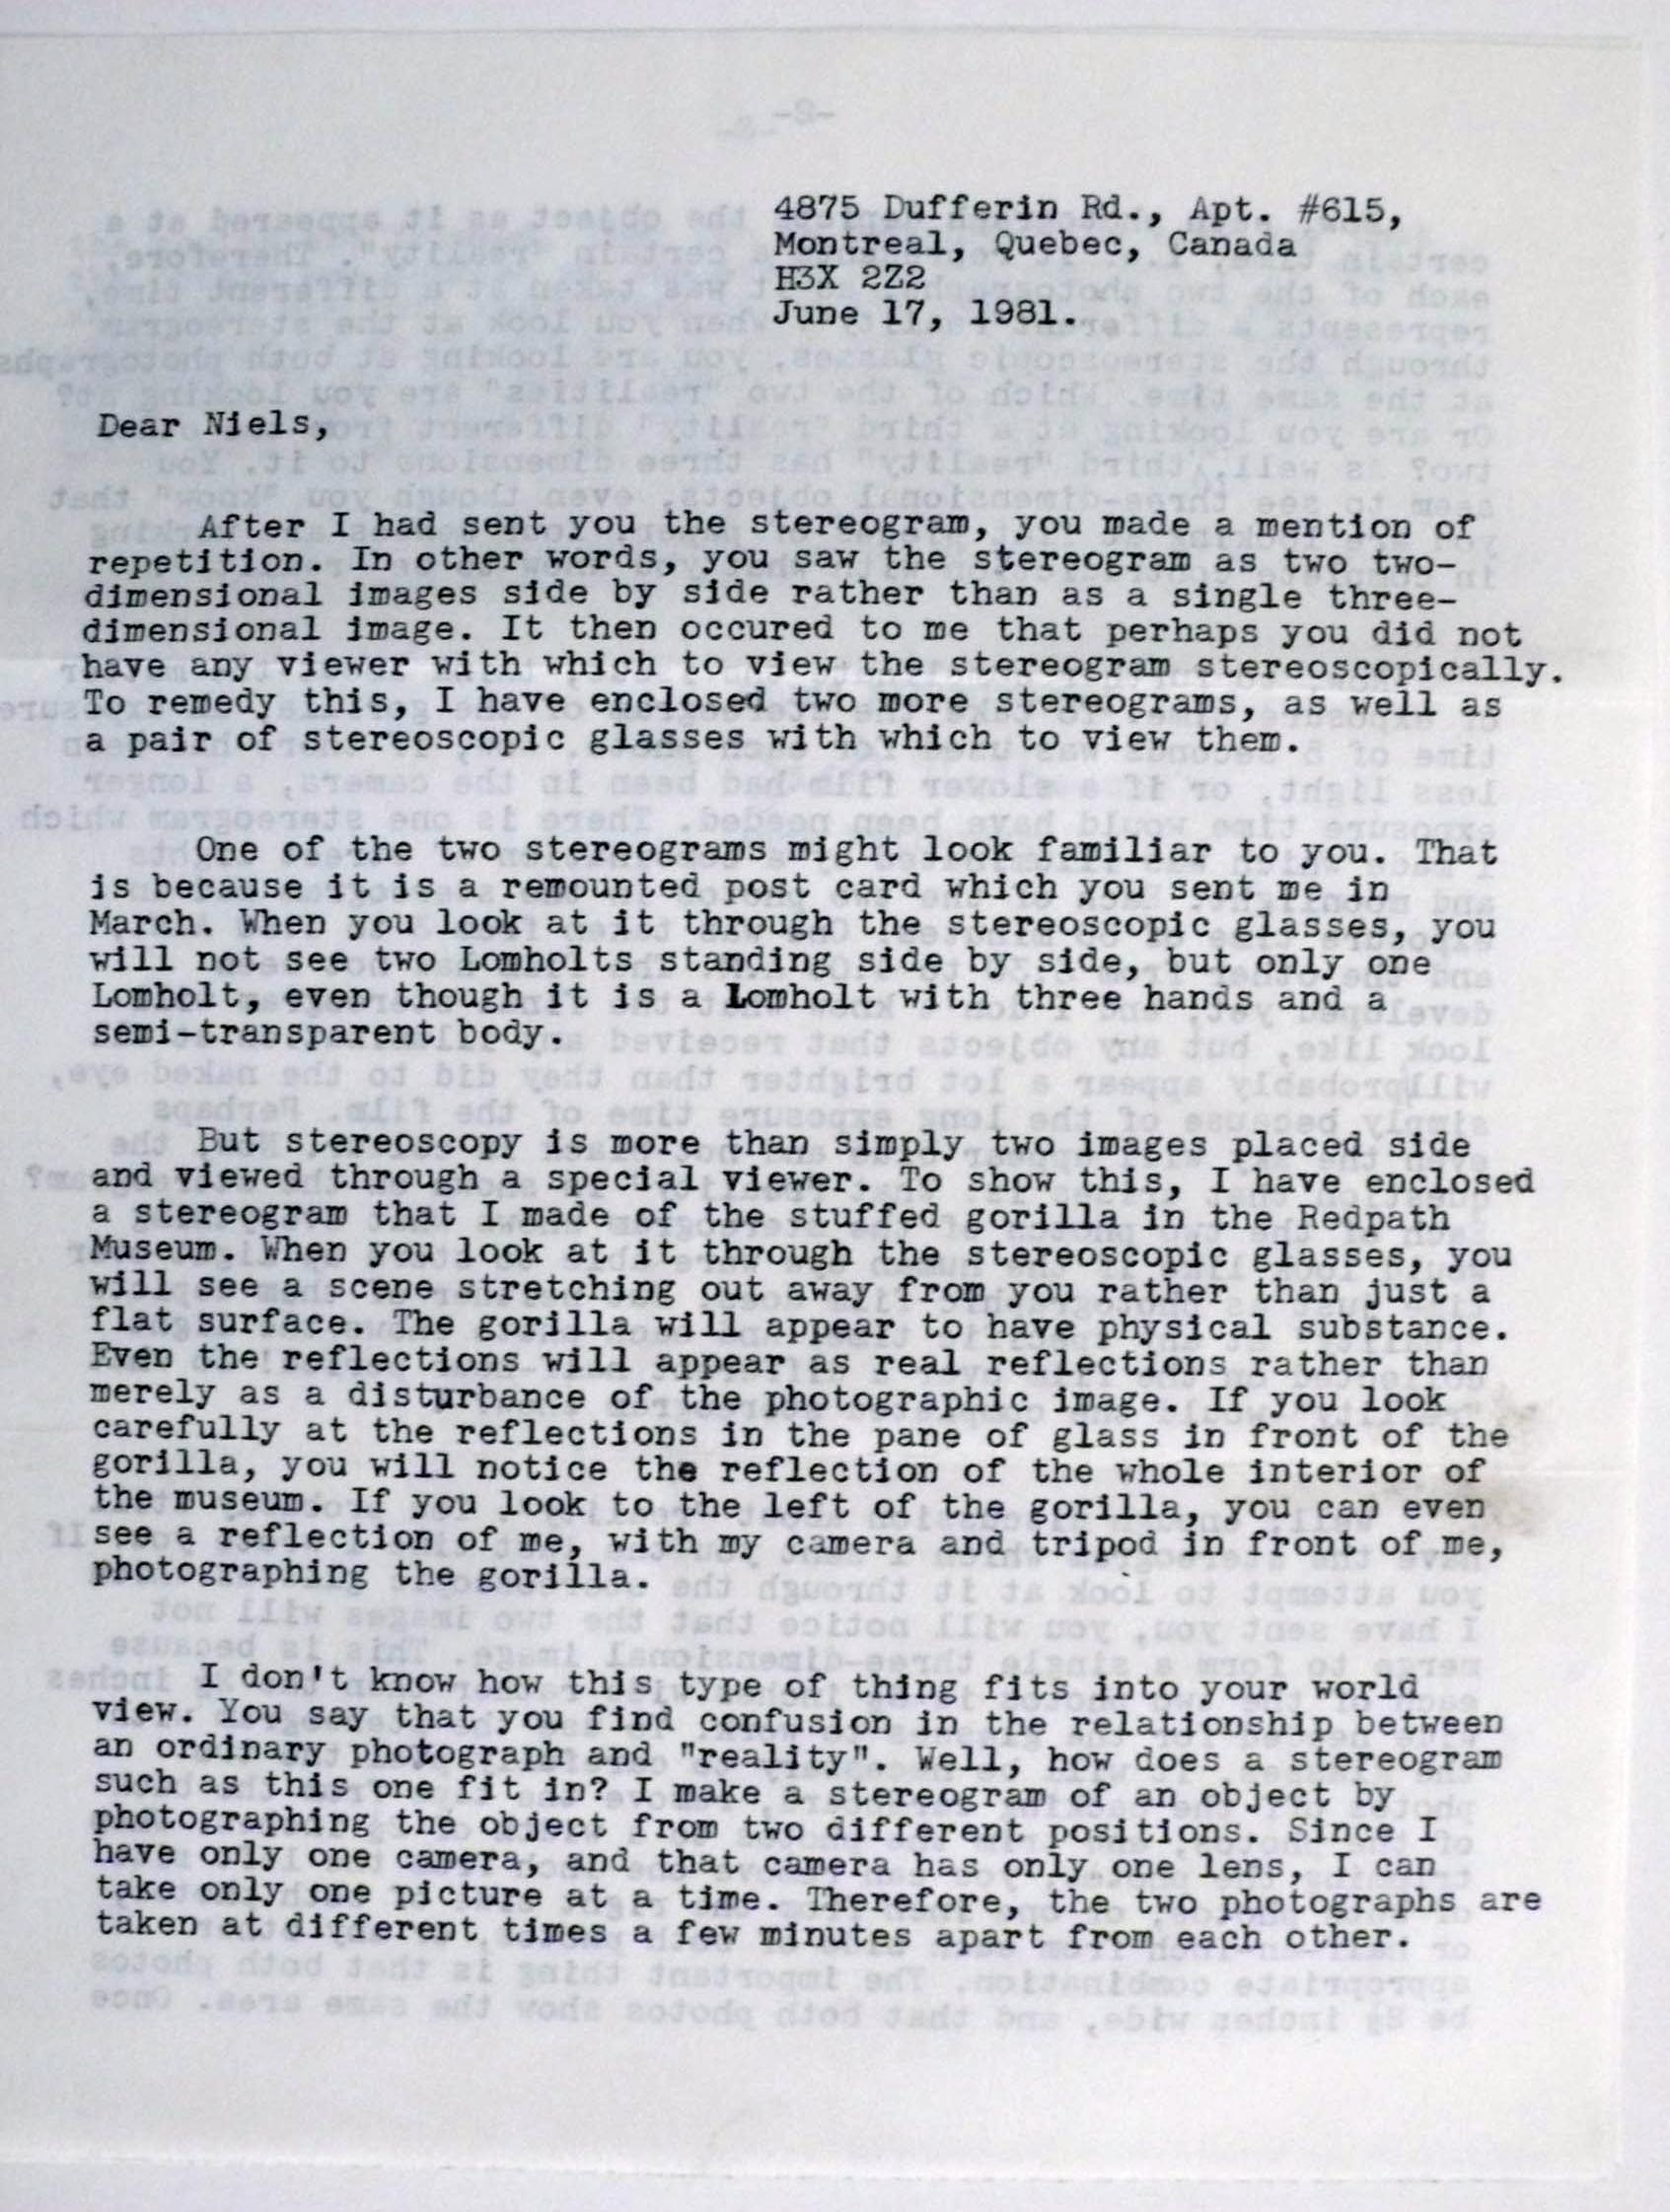 4875 Dufferin Rd., Apt. #615,
Montreal, Quebec, Canada
H3X 2Z2
June 17, 1981.
Dear Niels,
After I had sent you the stereogram, you made a mention of
repetition. In other words, you saw the stereogram as two two-
dimensional images side by side rather than as a single three-
dimensional image. It then occured to me that perhaps you did not
have any viewer with which to view the stereogram stereoscopically.
To remedy this, I have enclosed two more stereograms, as well as
a pair of stereoscopic glasses with which to view them.
One of the two stereograms might look familiar to you. That
is because it is a remounted post card which you sent me in
March. When you look at it through the stereoscopic glasses, you
will not see two Lomholts standing side by side, but only one
Lomholt, even though it is a Lomholt with three hands and a
semi-transparent body.
But stereoscopy is more than simply two images placed side
and viewed through a special viewer. To show this, I have enclosed
a stereogram that I made of the stuffed gorilla in the Redpath
Museum. When you look at it through the stereoscopic glasses, you
will see a scene stretching out away from you rather than just a
flat surface. The gorilla will appear to have physical substance.
Even the reflections will appear as real reflections rather than
merely as a disturbance of the photographic image. If you look
carefully at the reflections in the pane of glass in front of the
gorilla, you will notice the reflection of the whole interior of
the museum. If you look to the left of the gorilla, you can even
see a reflection of me, with my camera and tripod in front of me,
photographing the gorilla.
I don't know how this type of thing fits into your world
view. You say that you find confusion in the relationship between
an ordinary photograph and "reality". Well, how does a stereogram
such as this one fit in? I make a stereogram of an object by
photographing the object from two different positions. Since I
have only one camera, and that camera has only one lens, I can
take only one picture at a time. Therefore, the two photographs are
taken at different times a few minutes apart from each other.